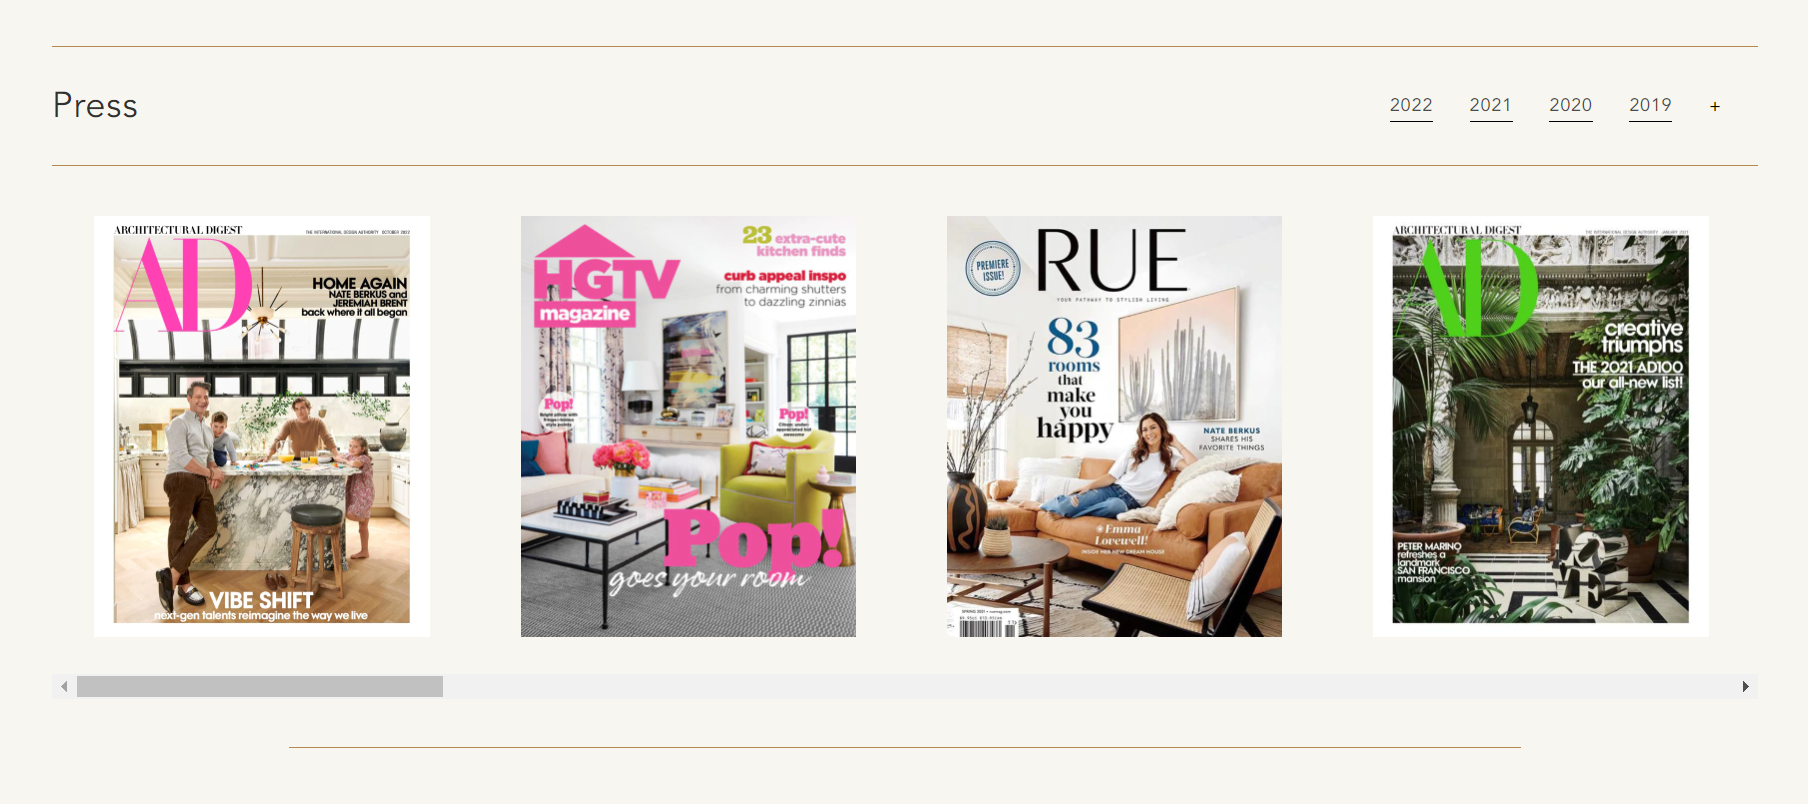 Press
2022 2021 2020 2019 +
ARCHITECTURAL DIGEST
THE INTERNATIONAL DESIGN AUTHORITY OCTOBER 2022
AD
HOME AGAIN
NATE BERKUS and
JEREMIAH BRENT
back where it all began
VIBE SHIFT
next-gen talents reimagine the way we live
HGTV
magazine
23 extra-cute
kitchen finds
curb appeal inspo
from charming shutters
to dazzling zinnias
Pop!
Pop!
Pop!
goes your room
PREMIERE
ISSUE!
RUE
YOUR PATHWAY TO STYLISH LIVING
83
rooms
that
make
you
happy
NATE BERKUS
SHARES HIS
FAVORITE THINGS
Emma
Lovewell!
INSIDE HER NEW DREAM HOUSE
ARCHITECTURAL DIGEST
THE INTERNATIONAL DESIGN AUTHORITY JANUARY 2021
AD
creative
triumphs
THE 2021 AD100
our all-new list!
PETER MARINO
refreshes a
landmark
SAN FRANCISCO
mansion